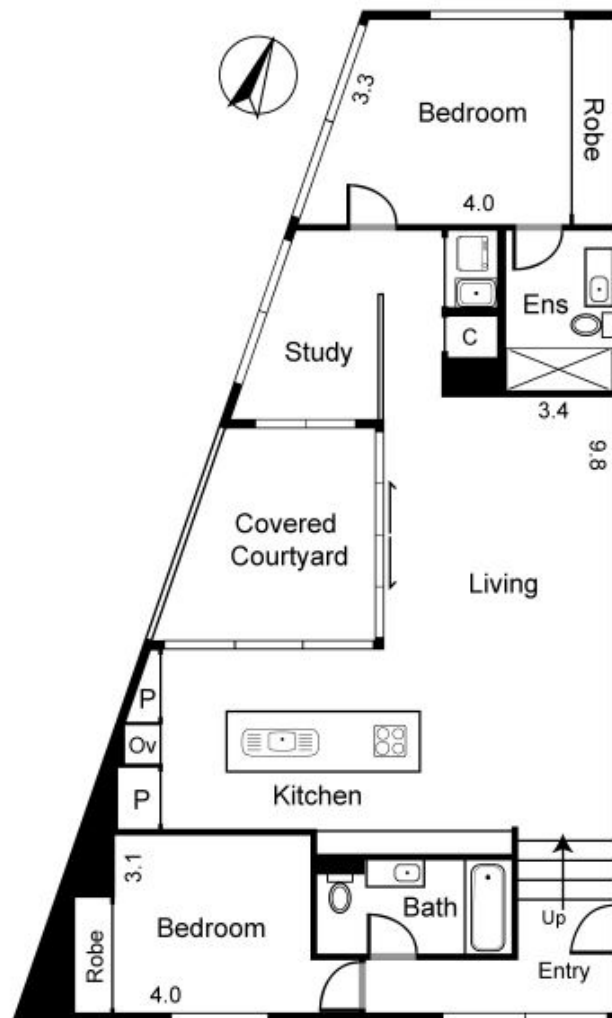 Bedroom
Robe
3.3
4.0
Ens
C
Study
3.4
9.8
Covered
Courtyard
Living
P
Ov
P
Kitchen
3.1
Bedroom
Bath
Robe
4.0
Up
Entry